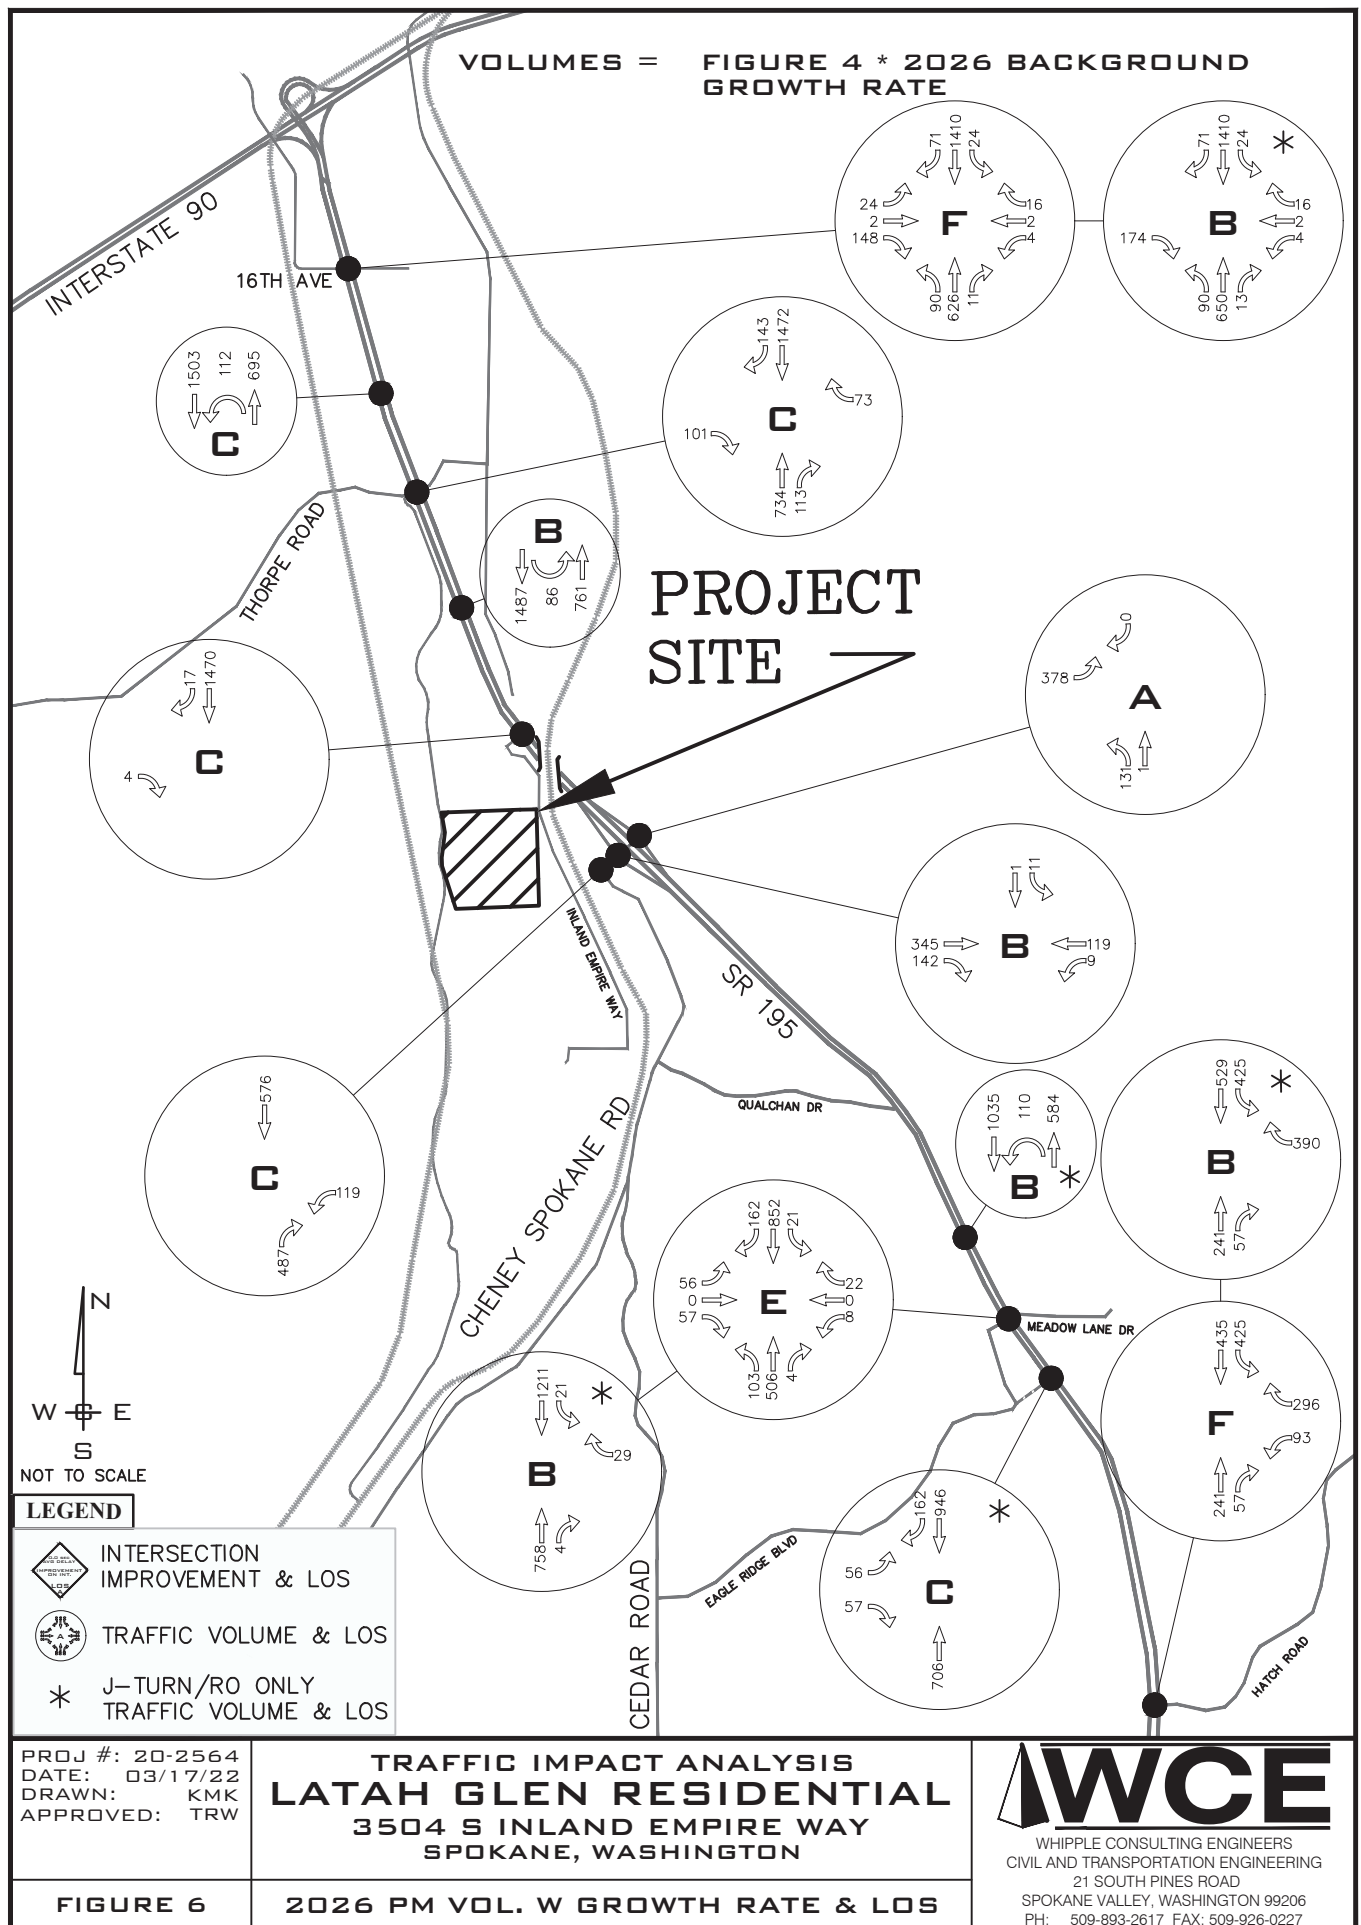 VOLUMES = FIGURE 4 * 2026 BACKGROUND
GROWTH RATE
INTERSTATE 90
16TH AVE
71
1410
24
24
2
148
F
16
2
4
90
626
11
71
1410
24
*
174
B
16
2
4
90
650
13
1503
112
695
C
143
1472
73
C
101
734
113
THORPE ROAD
B
1487
86
761
PROJECT
SITE
17
1470
C
4
0
378
A
131
1
1
11
345
142
B
119
9
INLAND EMPIRE WAY
SR 195
576
C
119
487
QUALCHAN DR
CHENEY SPOKANE RD
1035
110
584
B
*
529
425
*
390
B
241
57
162
852
21
56
0
57
E
22
0
8
103
506
4
MEADOW LANE DR
435
425
296
93
F
241
57
1211
21
*
29
B
758
4
162
946
*
56
57
C
706
EAGLE RIDGE BLVD
CEDAR ROAD
HATCH ROAD
N
W E
S
NOT TO SCALE
LEGEND
INTERSECTION
IMPROVEMENT & LOS
TRAFFIC VOLUME & LOS
* J-TURN/RO ONLY
TRAFFIC VOLUME & LOS
PROJ #: 20-2564
DATE: 03/17/22
DRAWN: KMK
APPROVED: TRW
FIGURE 6
TRAFFIC IMPACT ANALYSIS
LATAH GLEN RESIDENTIAL
3504 S INLAND EMPIRE WAY
SPOKANE, WASHINGTON
2026 PM VOL. W GROWTH RATE & LOS
WCE
WHIPPLE CONSULTING ENGINEERS
CIVIL AND TRANSPORTATION ENGINEERING
21 SOUTH PINES ROAD
SPOKANE VALLEY, WASHINGTON 99206
PH: 509-893-2617 FAX: 509-926-0227